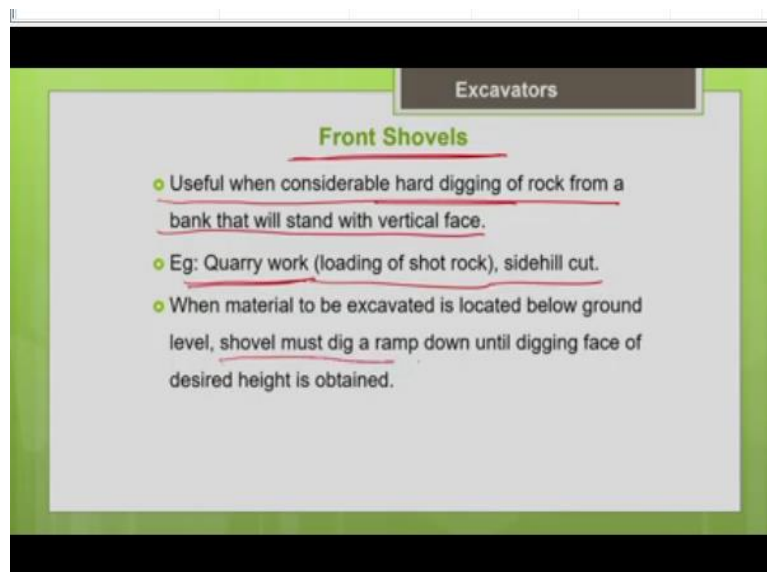 Excavators
Front Shovels
Useful when considerable hard digging of rock from a
bank that will stand with vertical face.
Eg: Quarry work (loading of shot rock), sidehill cut.
When material to be excavated is located below ground
level, shovel must dig a ramp down until digging face of
desired height is obtained.